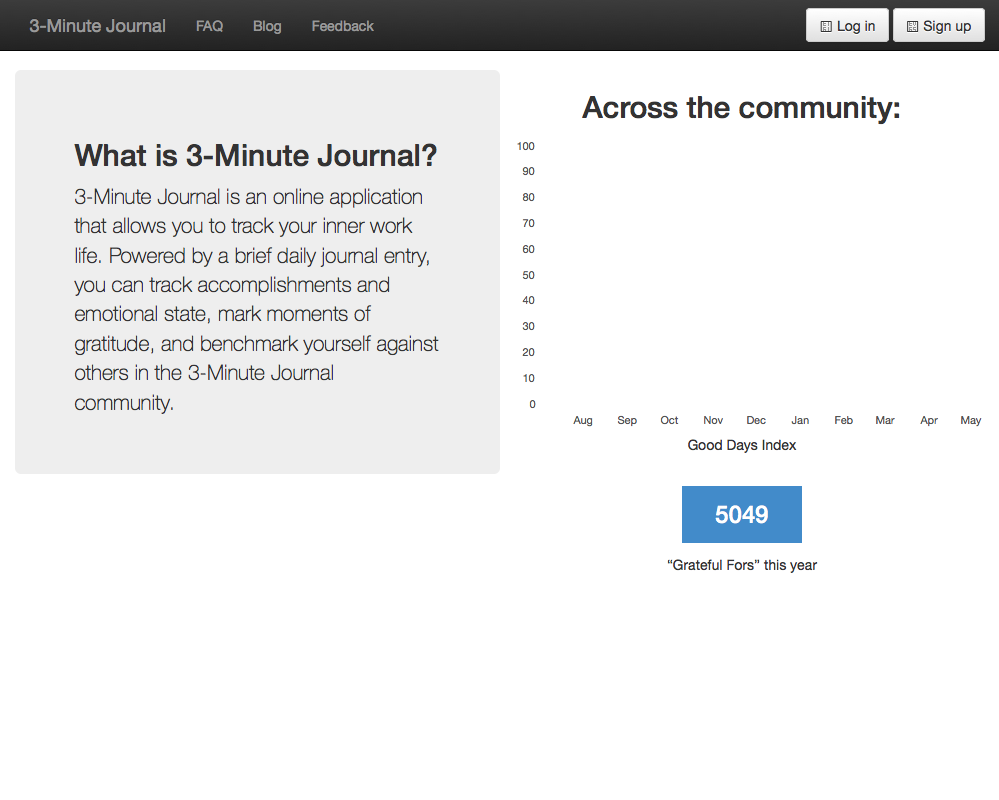 3-Minute Journal FAQ Blog Feedback Log in Sign up
What is 3-Minute Journal?
3-Minute Journal is an online application
that allows you to track your inner work
life. Powered by a brief daily journal entry,
you can track accomplishments and
emotional state, mark moments of
gratitude, and benchmark yourself against
others in the 3-Minute Journal
community.
Across the community:
100
90
80
70
60
50
40
30
20
10
0
Aug Sep Oct Nov Dec Jan Feb Mar Apr May
Good Days Index
5049
“Grateful Fors” this year